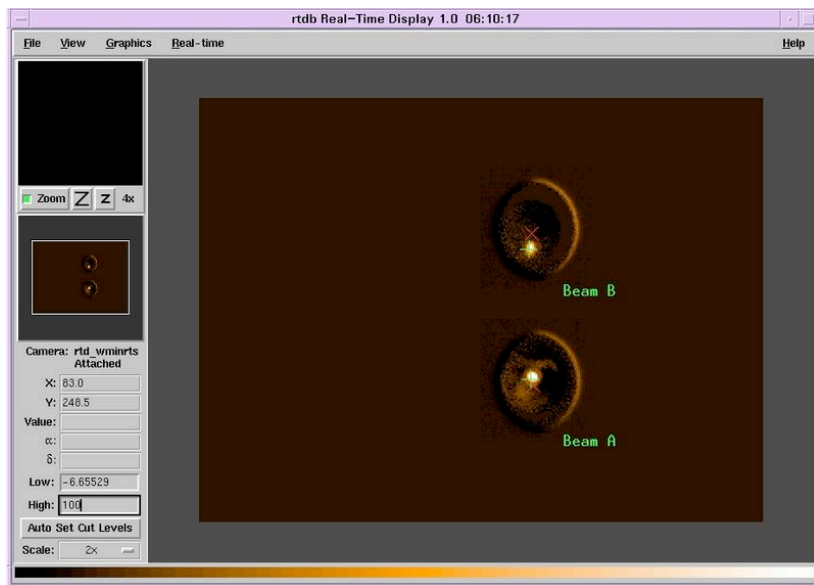 rtdb Real-Time Display 1.0 06:10:17
File View Graphics Real-time Help
Zoom Z z 4x
Camera: rtd_wminrts
Attached
X: 83.0
Y: 248.5
Value:
α:
δ:
Low: -6.65529
High: 100
Auto Set Cut Levels
Scale: 2x
Beam B
Beam A